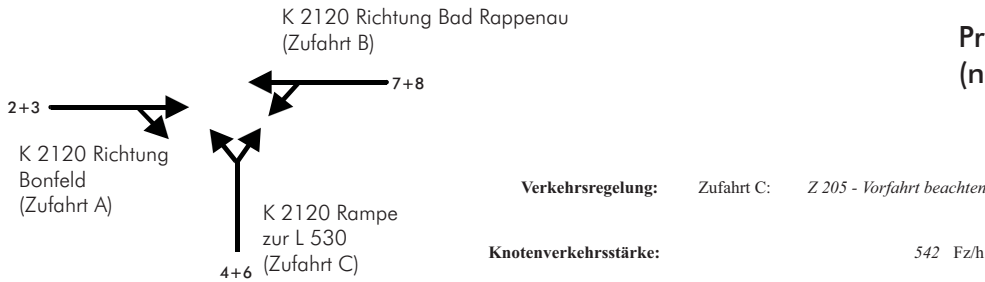 K 2120 Richtung Bad Rappenau
(Zufahrt B)
Pr
(n
7+8
2+3
K 2120 Richtung
Bonfeld
(Zufahrt A)
Verkehrsregelung: Zufahrt C: Z 205 - Vorfahrt beachten
K 2120 Rampe
zur L 530
(Zufahrt C)
4+6
Knotenverkehrsstärke: 542 Fz/h